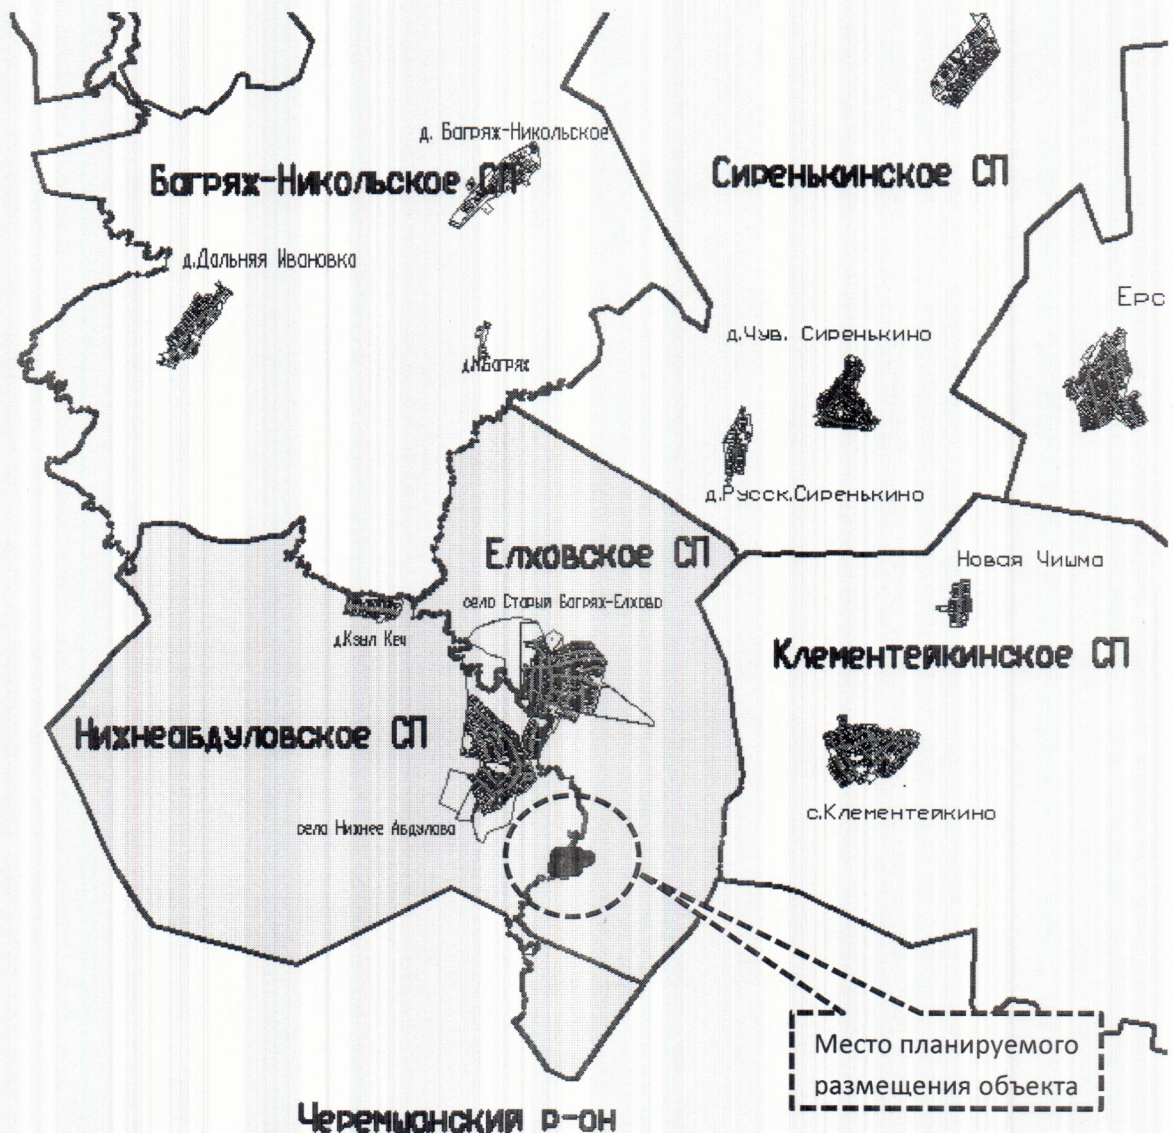 д. Багряж-Никольское
Багряж-Никольское СП
Сиренькинское СП
д.Дальняя Ивановка
Ерс
д.Чув. Сиренькино
д.Н.Багряж
д.Русск.Сиренькино
Елховское СП
Новая Чишма
село Старый Багряж-Елхово
д.Кзыл Кеч
Клементейкинское СП
Нижнеабдуловское СП
с.Клементейкино
село Нижнее Абдулова
Место планируемого
размещения объекта
Черемшанский р-он